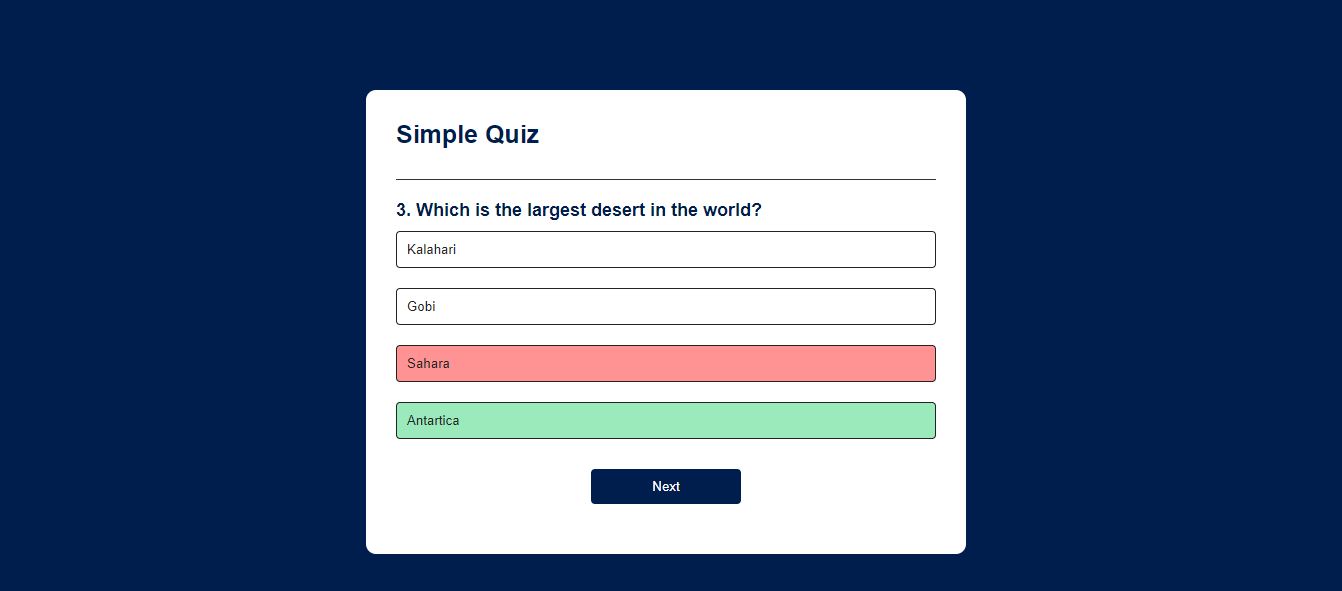 Simple Quiz
3. Which is the largest desert in the world?
Kalahari
Gobi
Sahara
Antartica
Next